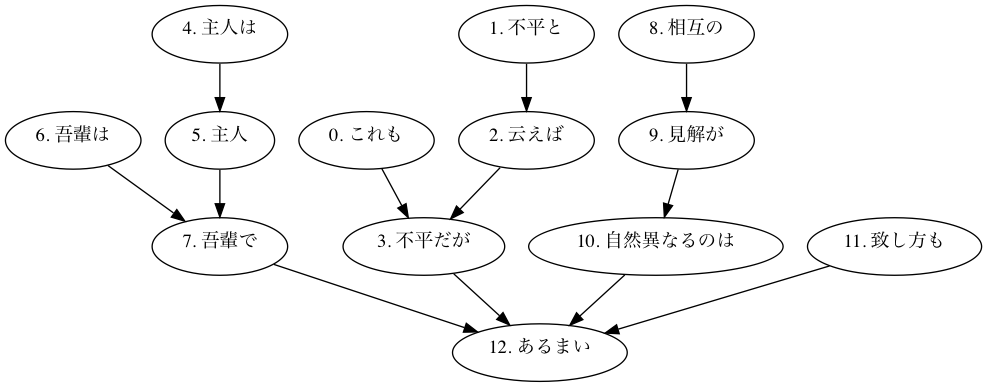 4. 主人は
1. 不平と
8. 相互の
6. 吾輩は
5. 主人
0. これも
2. 云えば
9. 見解が
7. 吾輩で
3. 不平だが
10. 自然異なるのは
11. 致し方も
12. あるまい